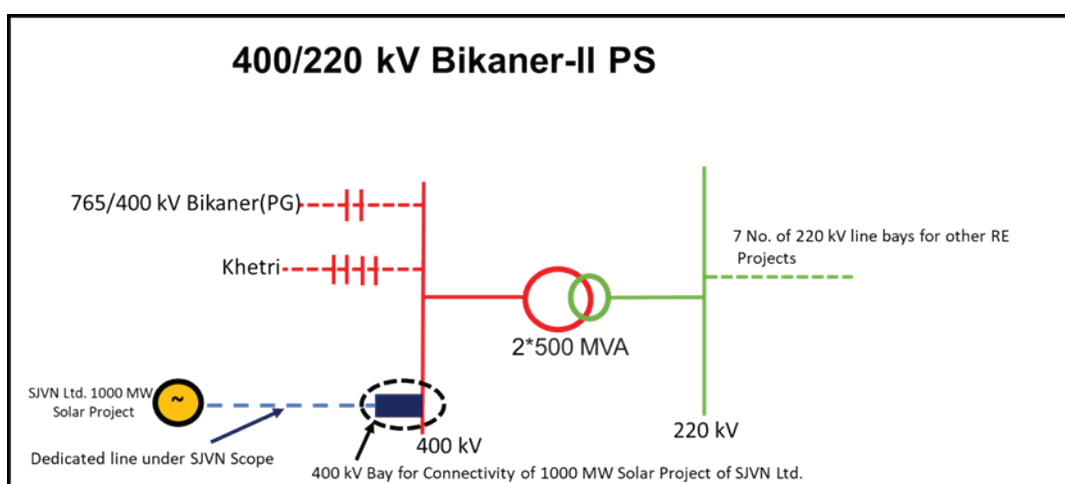 400/220 kV Bikaner-II PS
765/400 kV Bikaner(PG)
7 No. of 220 kV line bays for other RE
Projects
Khetri
2*500 MVA
SJVN Ltd. 1000 MW
Solar Project
~
400 kV
220 kV
Dedicated line under SJVN Scope
400 kV Bay for Connectivity of 1000 MW Solar Project of SJVN Ltd.